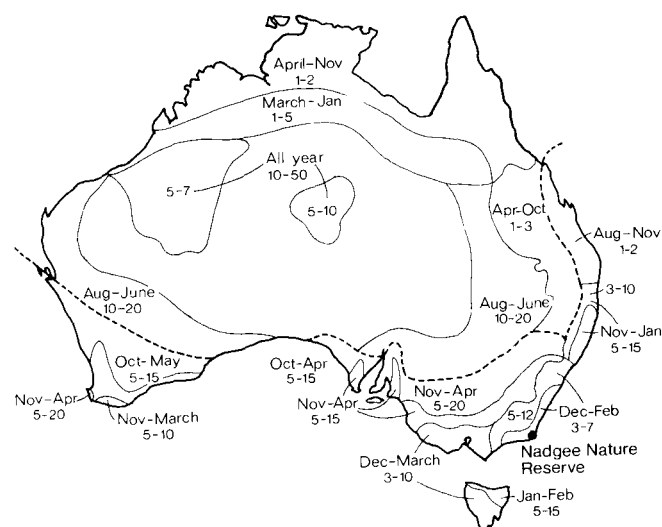 April-Nov
1-2
March-Jan
1-5
All year
10-50
5-7
5-10
Apr-Oct
1-3
Aug-Nov
1-2
3-10
Aug-June
10-20
Aug-June
10-20
Nov-Jan
5-15
Oct-May
5-15
Oct-Apr
5-15
Nov-Apr
5-20
Nov-March
5-10
Nov-Apr
5-15
Nov-Apr
5-20
5-12
Dec-Feb
3-7
Dec-March
3-10
Nadgee Nature
Reserve
Jan-Feb
5-15